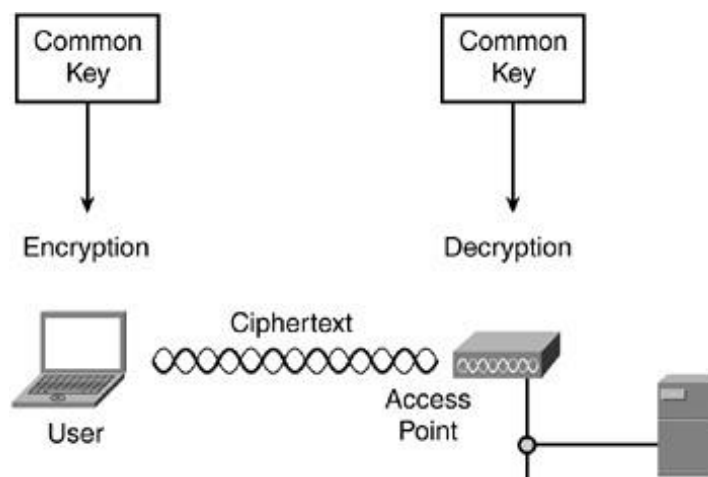 Common
Key
Common
Key
Encryption
Decryption
Ciphertext
User
Access
Point